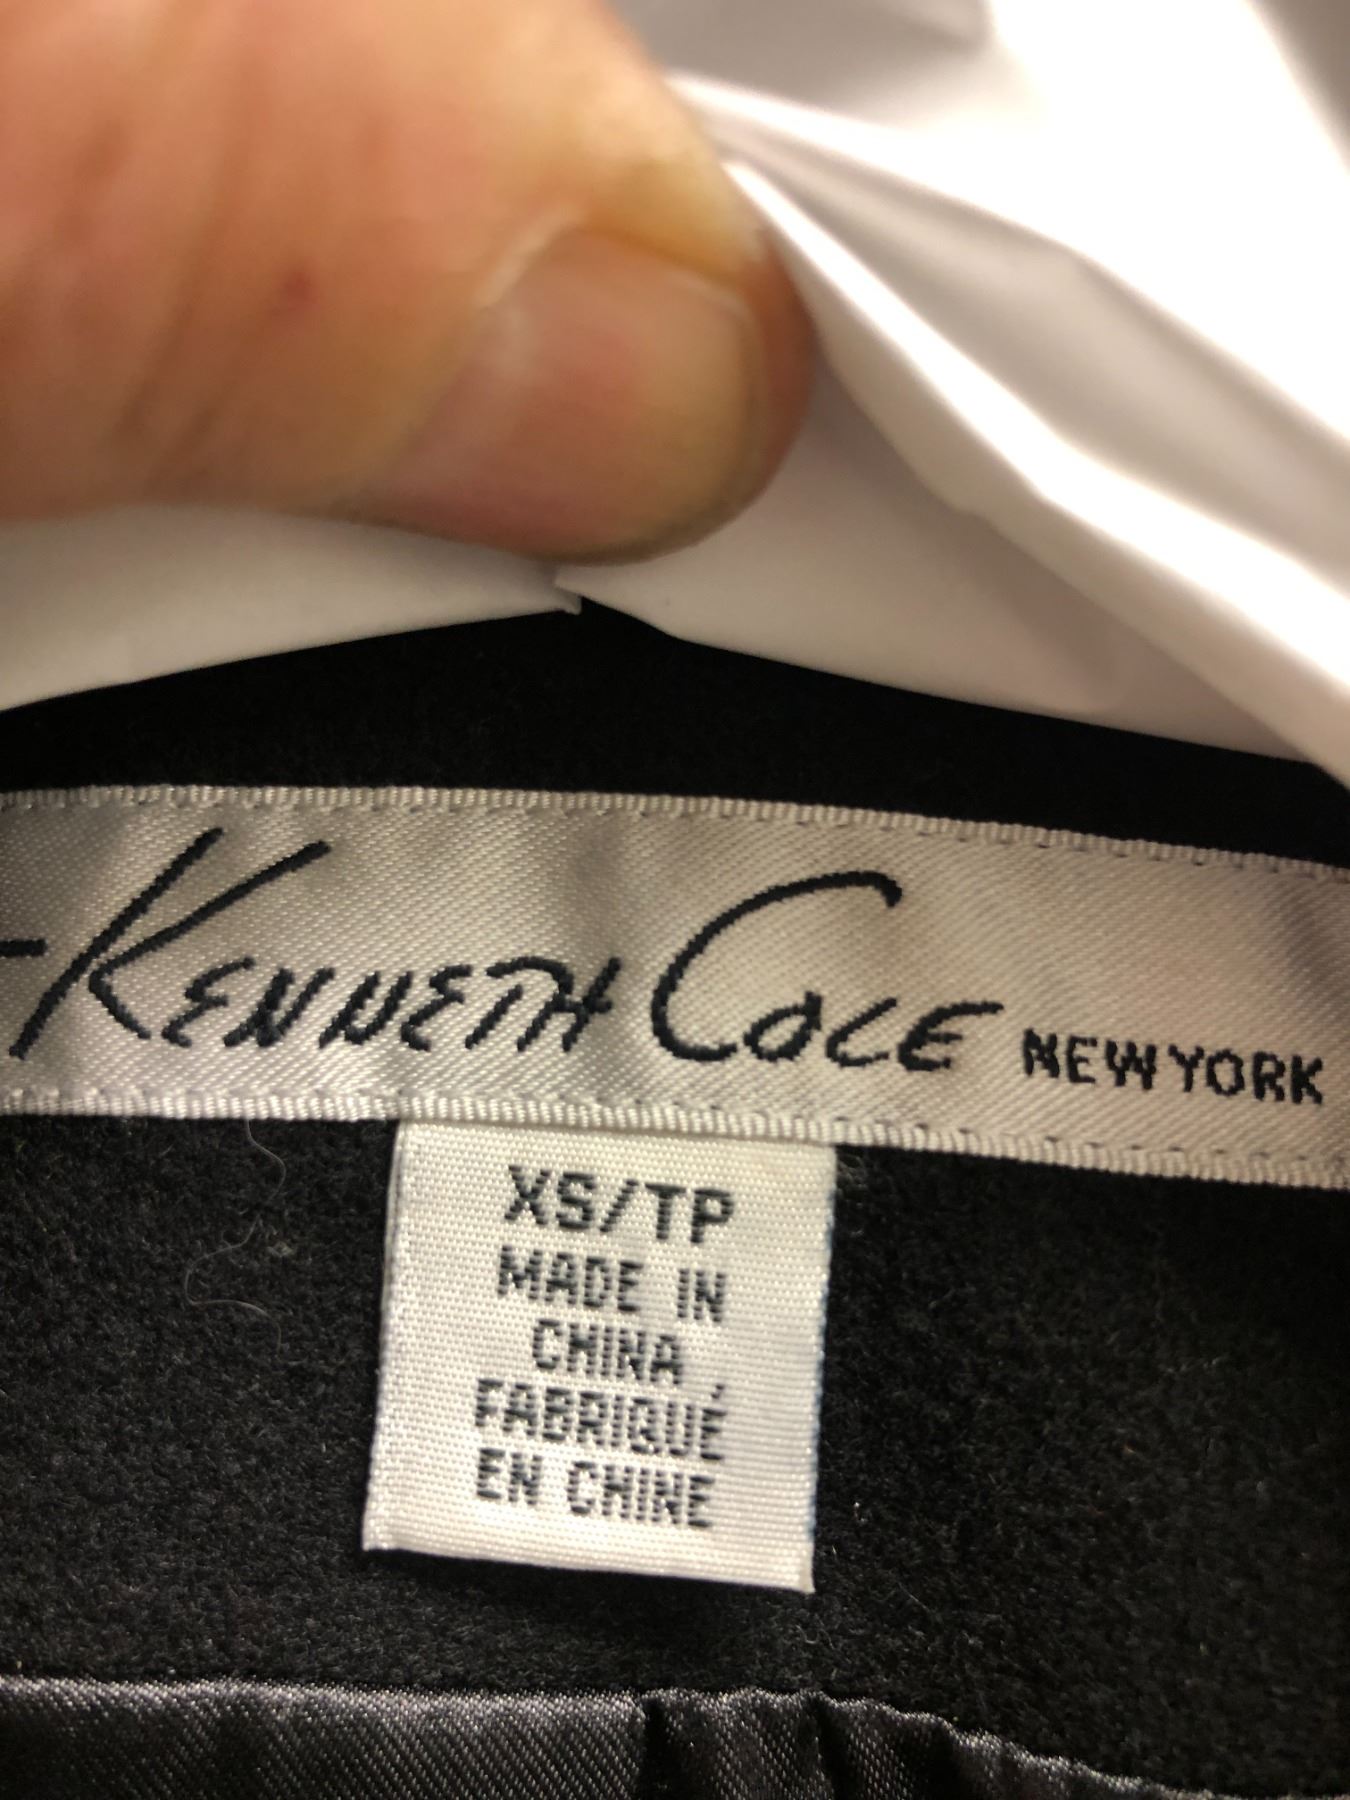 KENNETH COLE NEW YORK
XS/TP
MADE IN
CHINA
FABRIQUÉ
EN CHINE